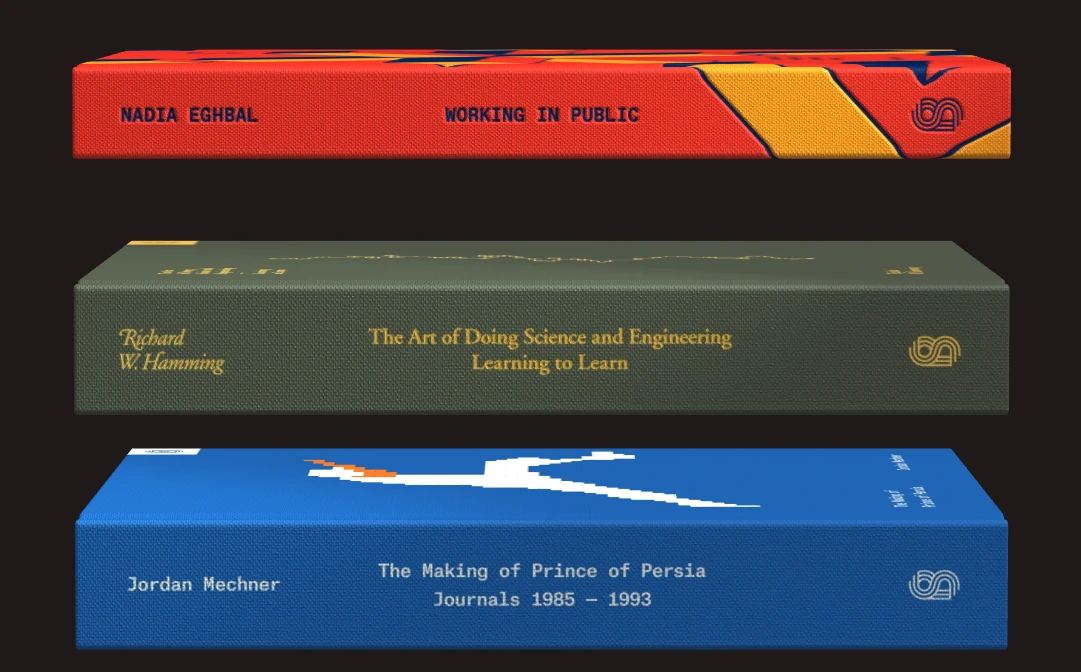 NADIA EGHBAL
WORKING IN PUBLIC
Richard
W. Hamming
The Art of Doing Science and Engineering
Learning to Learn
Jordan Mechner
The Making of Prince of Persia
Journals 1985 — 1993